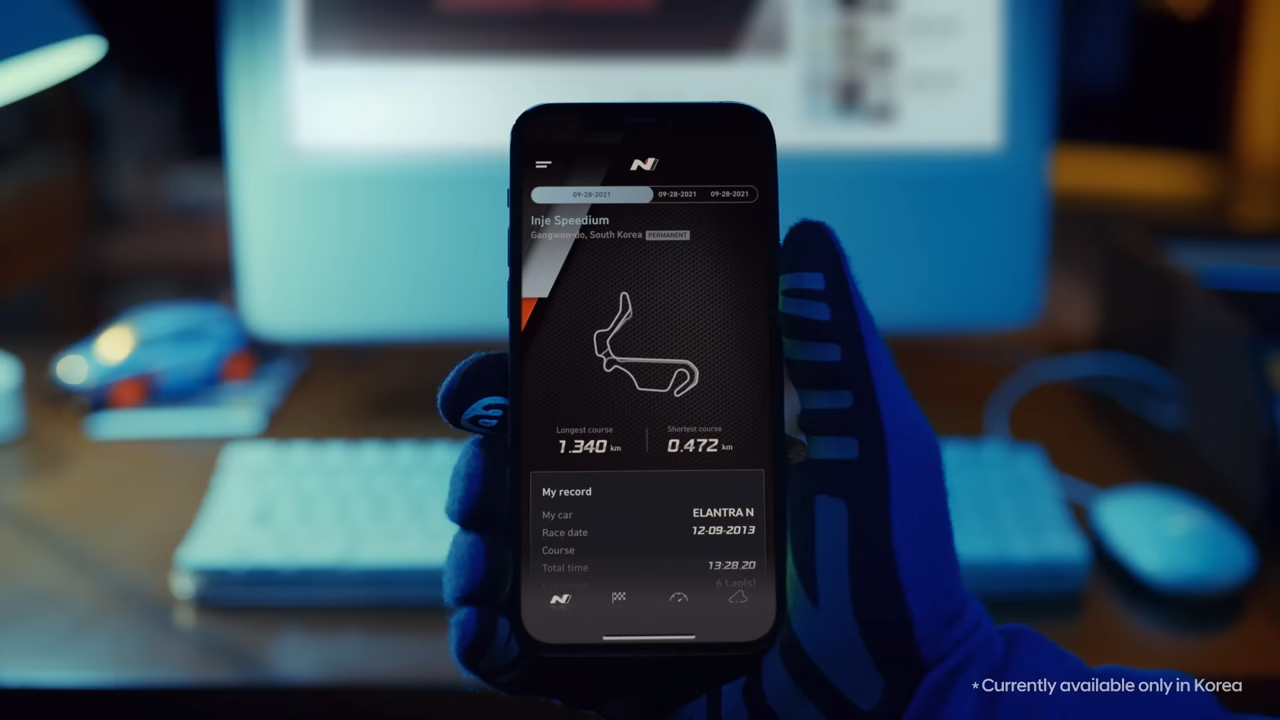 N
09-28-2021 09-28-2021 09-28-2021
Inje Speedium
Gangwon-do, South Korea PERMANENT
Longest course Shortest course
1.340 km 0.472 km
My record
My car ELANTRA N
Race date 12-09-2013
Course
Total time 13:28.20
6 Lap(s)
N
*Currently available only in Korea